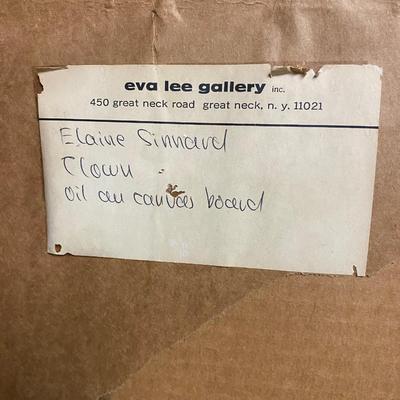 eva lee gallery inc.
450 great neck road great neck, n. y. 11021
Elaine Sinnard
Clown
oil on canvas board